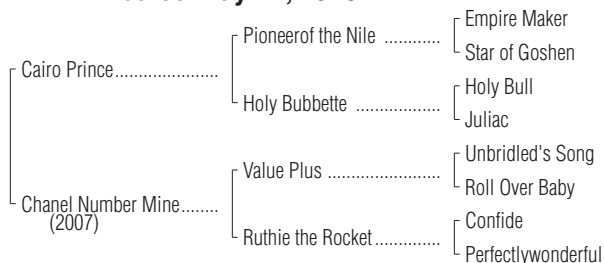 Empire Maker
Pioneerof the Nile ............
Star of Goshen
Cairo Prince......................
Holy Bull
Holy Bubbette ..................
Juliac
Unbridled's Song
Value Plus ........................
Roll Over Baby
Chanel Number Mine........
(2007)
Confide
Ruthie the Rocket..............
Perfectlywonderful